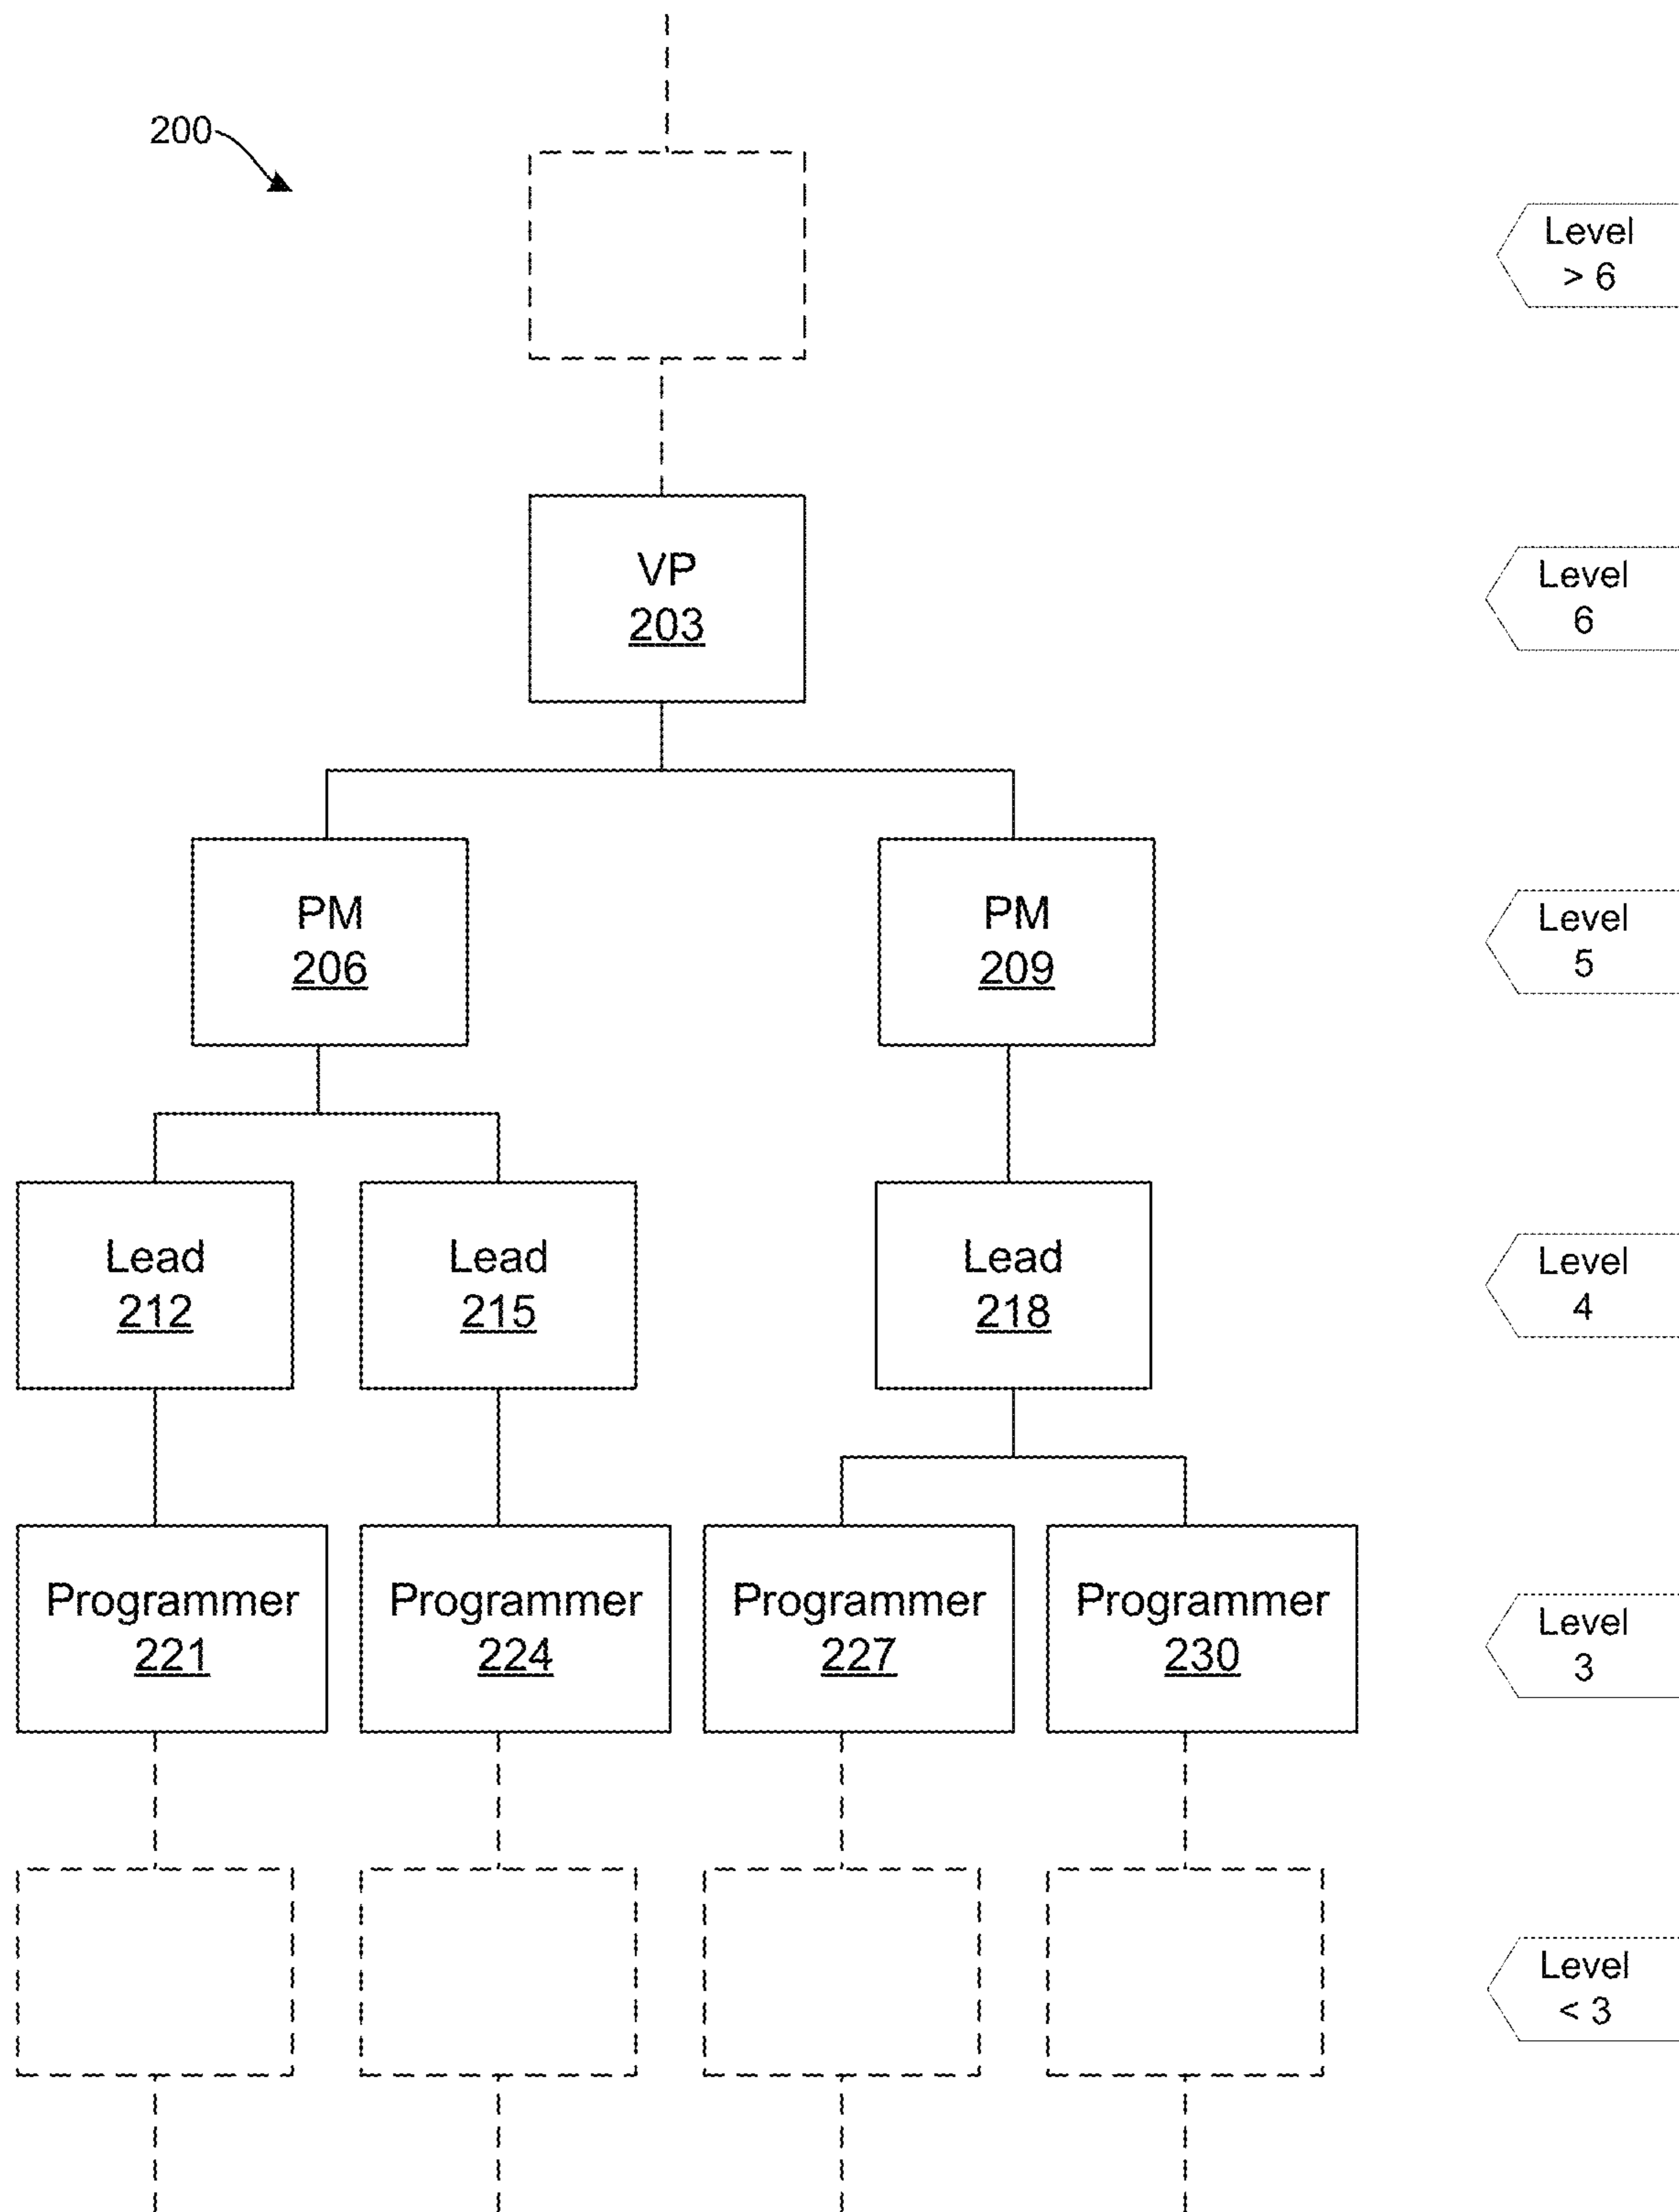 200
Level
> 6
VP
203
Level
6
PM
206
PM
209
Level
5
Lead
212
Lead
215
Lead
218
Level
4
Programmer
221
Programmer
224
Programmer
227
Programmer
230
Level
3
Level
< 3